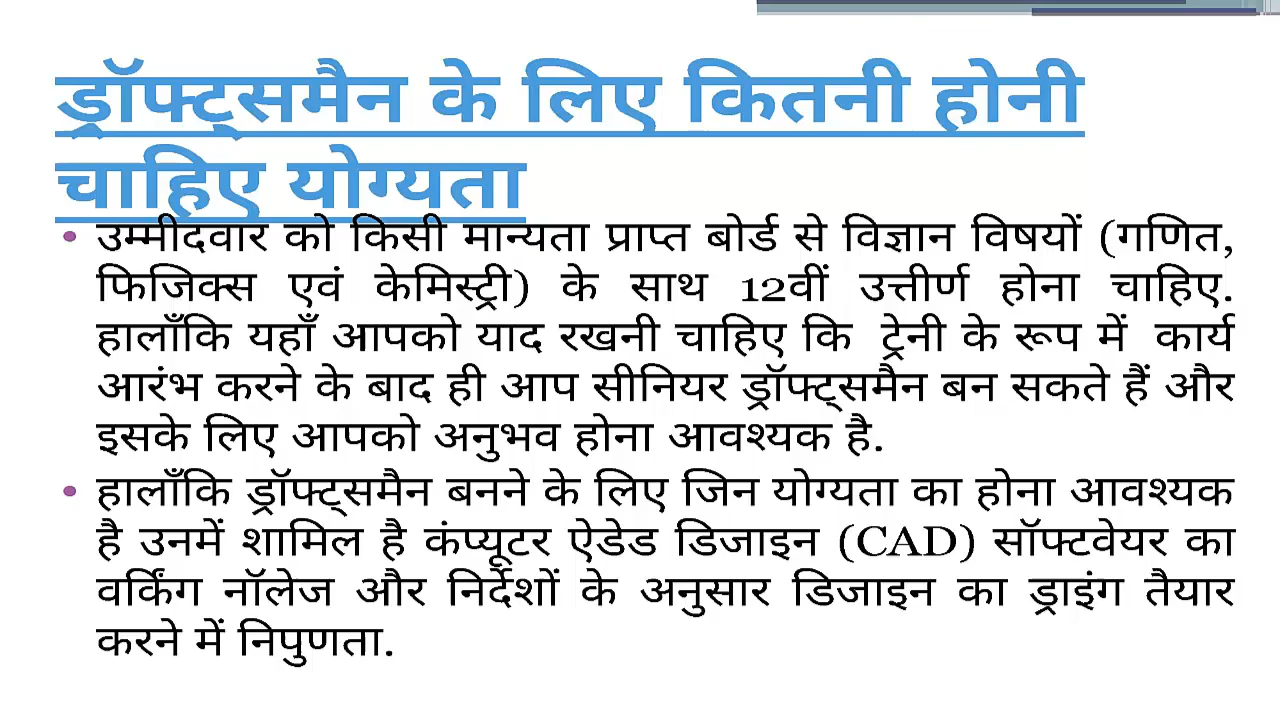 ड्रॉफ्ट्समैन के लिए कितनी होनी
चाहिए योग्यता
• उम्मीदवार को किसी मान्यता प्राप्त बोर्ड से विज्ञान विषयों (गणित,
फिजिक्स एवं केमिस्ट्री) के साथ 12वीं उत्तीर्ण होना चाहिए.
हालाँकि यहाँ आपको याद रखनी चाहिए कि ट्रेनी के रूप में कार्य
आरंभ करने के बाद ही आप सीनियर ड्रॉफ्ट्समैन बन सकते हैं और
इसके लिए आपको अनुभव होना आवश्यक है.
• हालाँकि ड्रॉफ्ट्समैन बनने के लिए जिन योग्यता का होना आवश्यक
है उनमें शामिल है कंप्यूटर ऐडेड डिजाइन (CAD) सॉफ्टवेयर का
वर्किंग नॉलेज और निर्देशों के अनुसार डिजाइन का ड्राइंग तैयार
करने में निपुणता.